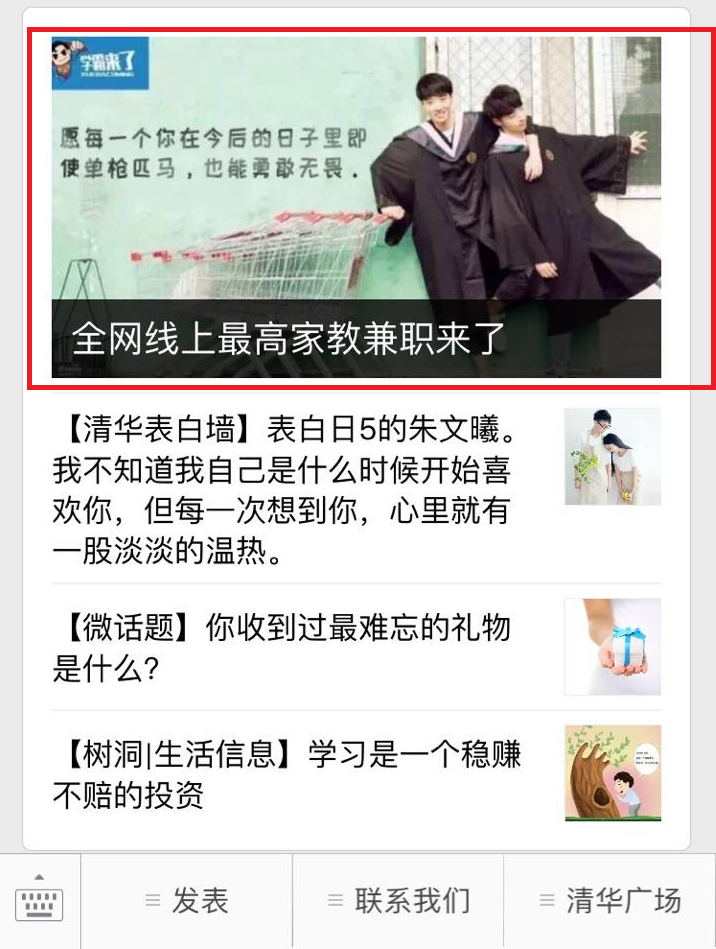 学霸来了
XUEBACOMING
愿每一个你在今后的日子里即
使单枪匹马，也能勇敢无畏.
全网线上最高家教兼职来了
【清华表白墙】表白日5的朱文曦。
我不知道我自己是什么时候开始喜
欢你，但每一次想到你，心里就有
一股淡淡的温热。
【微话题】你收到过最难忘的礼物
是什么?
【树洞|生活信息】学习是一个稳赚
不赔的投资
发表
联系我们
清华广场